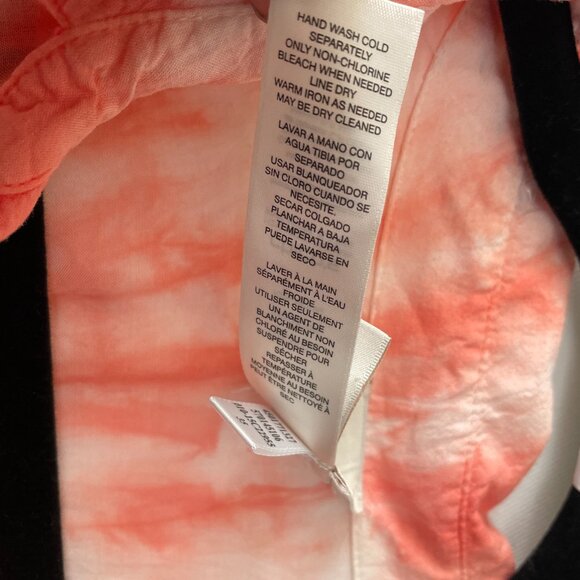 HAND WASH COLD
SEPARATELY
ONLY NON-CHLORINE
BLEACH WHEN NEEDED
LINE DRY
WARM IRON AS NEEDED
MAY BE DRY CLEANED
LAVAR A MANO CON
AGUA TIBIA POR
SEPARADO
USAR BLANQUEADOR
SIN CLORO CUANDO SE
NECESITE.
SECAR COLGADO
PLANCHAR A BAJA
TEMPERATURA
PUEDE LAVARSE EN
SECO
LAVER À LA MAIN
SÉPARÉMENT À L'EAU
FROIDE
UTILISER SEULEMENT
UN AGENT DE
BLANCHIMENT NON
CHLORÉ AU BESOIN
SUSPENDRE POUR
SÉCHER
REPASSER À
TEMPÉRATURE
MOYENNE AU BESOIN
PEUT ÊTRE NETTOYÉ À
SEC